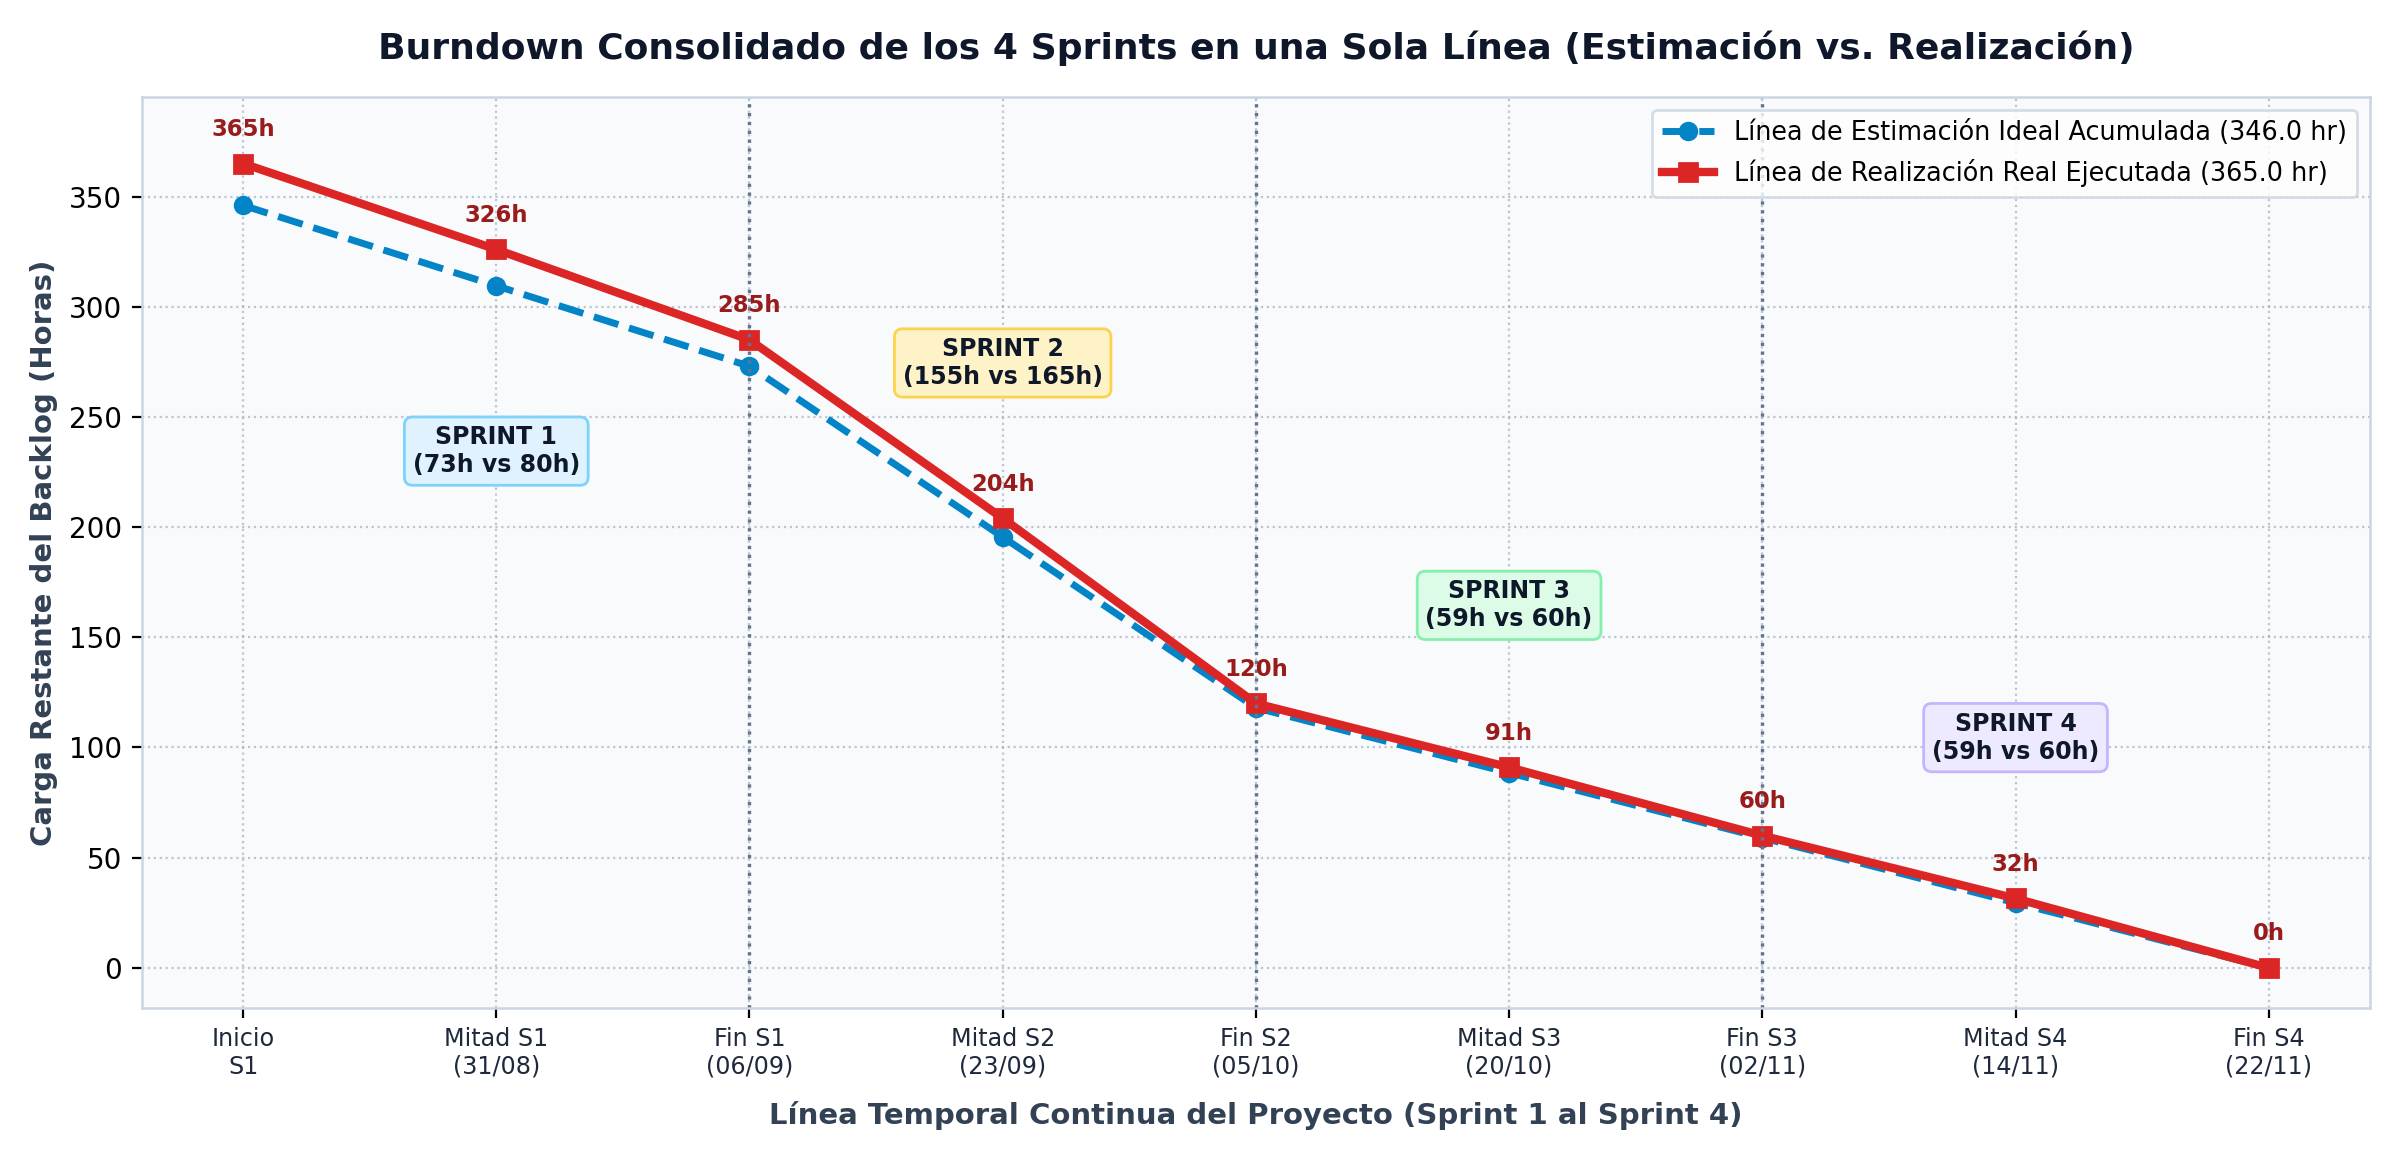 Burndown Consolidado de los 4 Sprints en una Sola Línea (Estimación vs. Realización)
Línea de Estimación Ideal Acumulada (346.0 hr)
Línea de Realización Real Ejecutada (365.0 hr)
Carga Restante del Backlog (Horas)
350
300
250
200
150
100
50
0
365h
326h
285h
204h
120h
91h
60h
32h
0h
SPRINT 1
(73h vs 80h)
SPRINT 2
(155h vs 165h)
SPRINT 3
(59h vs 60h)
SPRINT 4
(59h vs 60h)
Inicio
S1
Mitad S1
(31/08)
Fin S1
(06/09)
Mitad S2
(23/09)
Fin S2
(05/10)
Mitad S3
(20/10)
Fin S3
(02/11)
Mitad S4
(14/11)
Fin S4
(22/11)
Línea Temporal Continua del Proyecto (Sprint 1 al Sprint 4)